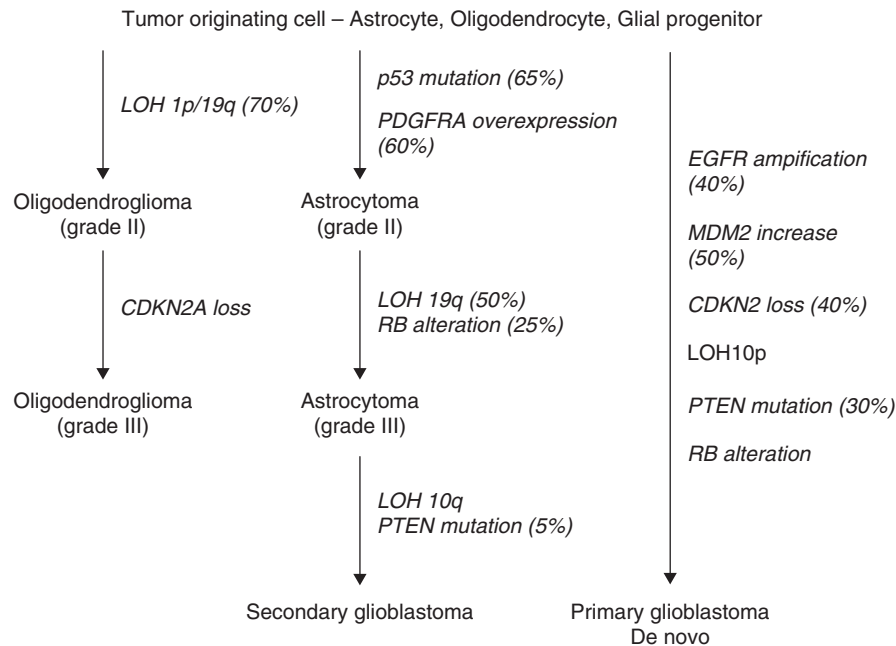 Tumor originating cell – Astrocyte, Oligodendrocyte, Glial progenitor
LOH 1p/19q (70%)
p53 mutation (65%)
PDGFRA overexpression
(60%)
Oligodendroglioma
(grade II)
Astrocytoma
(grade II)
CDKN2A loss
LOH 19q (50%)
RB alteration (25%)
Oligodendroglioma
(grade III)
Astrocytoma
(grade III)
LOH 10q
PTEN mutation (5%)
Secondary glioblastoma
EGFR ampification
(40%)
MDM2 increase
(50%)
CDKN2 loss (40%)
LOH10p
PTEN mutation (30%)
RB alteration
Primary glioblastoma
De novo